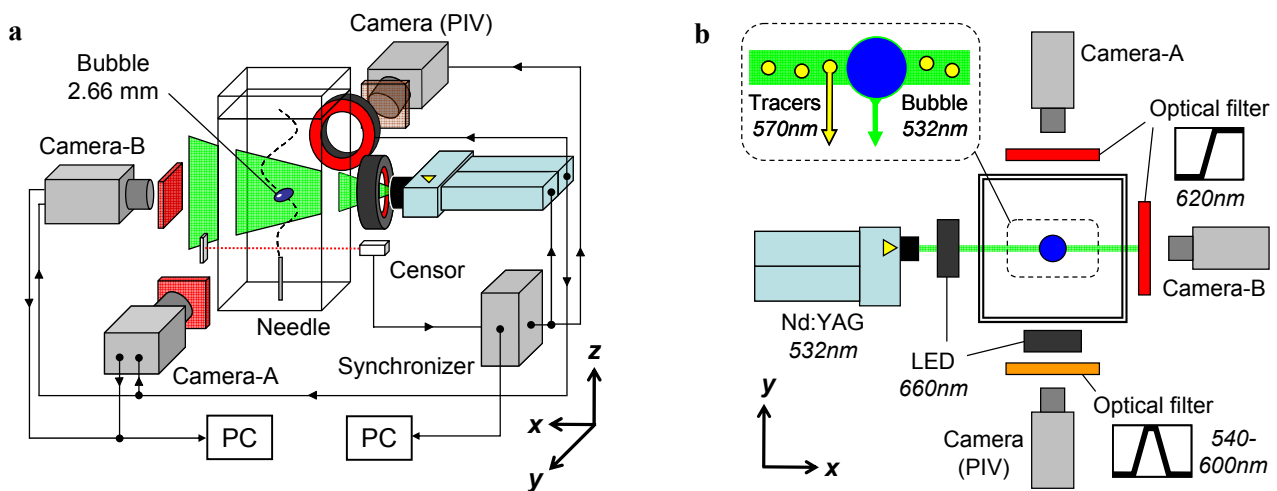 a
Camera (PIV)
Bubble
2.66 mm
Camera-B
Censor
Needle
Synchronizer
Camera-A
PC
PC
z
x
y
b
Camera-A
Tracers
570nm
Bubble
532nm
Optical filter
620nm
Camera-B
Nd:YAG
532nm
LED
660nm
Optical filter
540-
600nm
Camera
(PIV)
y
x